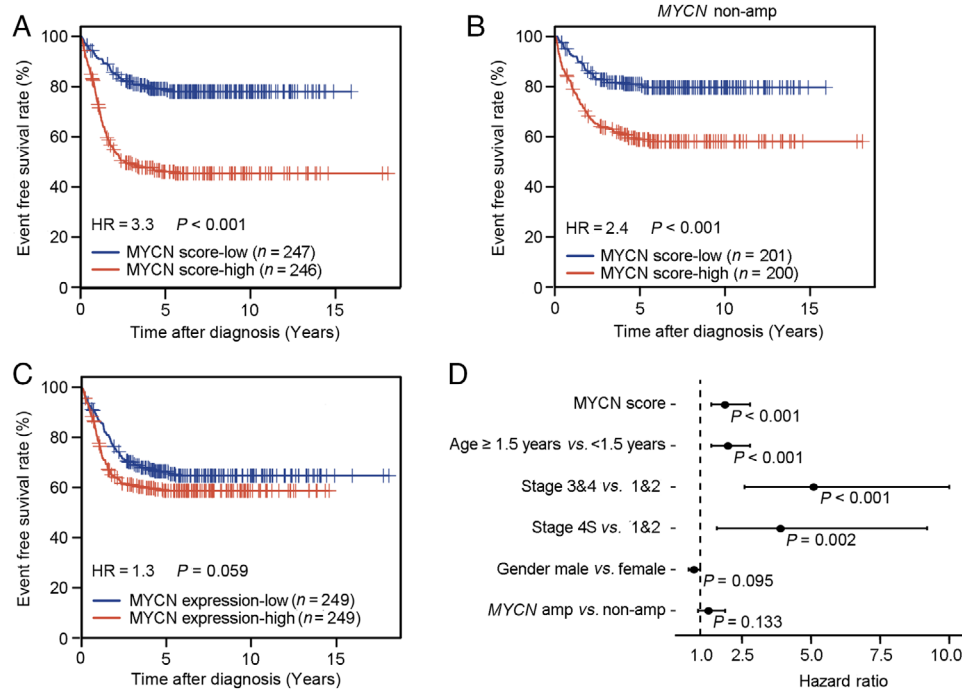 A
Event free suvival rate (%)
100
80
60
40
20
0
HR = 3.3 P < 0.001
MYCN score-low (n = 247)
MYCN score-high (n = 246)
0 5 10 15
Time after diagnosis (Years)
B
MYCN non-amp
Event free suvival rate (%)
100
80
60
40
20
0
HR = 2.4 P < 0.001
MYCN score-low (n = 201)
MYCN score-high (n = 200)
0 5 10 15
Time after diagnosis (Years)
C
Event free suvival rate (%)
100
80
60
40
20
0
HR = 1.3 P = 0.059
MYCN expression-low (n = 249)
MYCN expression-high (n = 249)
0 5 10 15
Time after diagnosis (Years)
D
MYCN score
P < 0.001
Age ≥ 1.5 years vs. <1.5 years
P < 0.001
Stage 3&4 vs. 1&2
P < 0.001
Stage 4S vs. 1&2
P = 0.002
Gender male vs. female
P = 0.095
MYCN amp vs. non-amp
P = 0.133
1.0 2.5 5.0 7.5 10.0
Hazard ratio